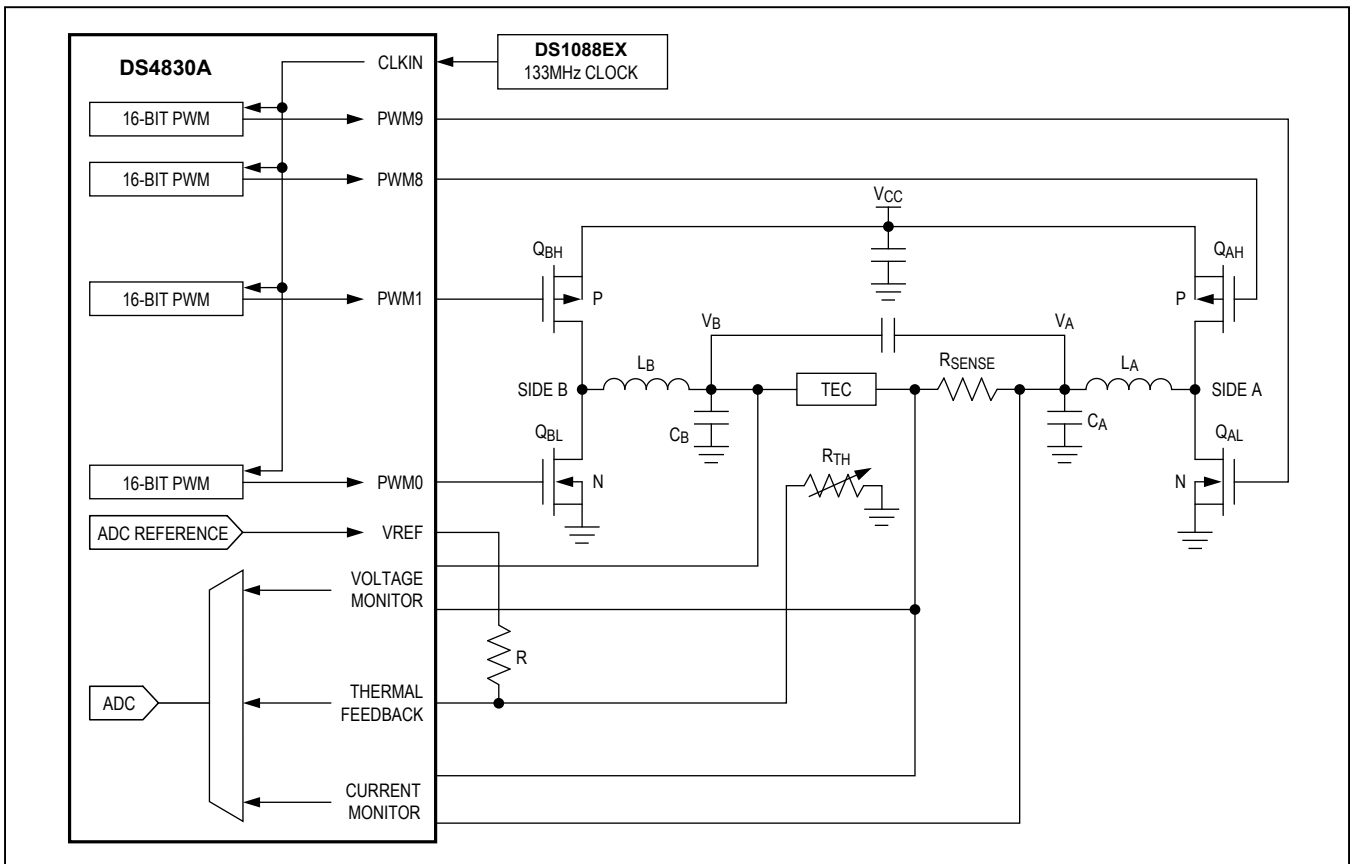 DS4830A
CLKIN
DS1088EX
133MHz CLOCK
16-BIT PWM
PWM9
16-BIT PWM
PWM8
VCC
QBH
QAH
16-BIT PWM
PWM1
P
P
VB
VA
LB
RSENSE
LA
SIDE B
TEC
SIDE A
QBL
CB
CA
QAL
RTH
16-BIT PWM
PWM0
N
N
ADC REFERENCE
VREF
VOLTAGE
MONITOR
R
ADC
THERMAL
FEEDBACK
CURRENT
MONITOR